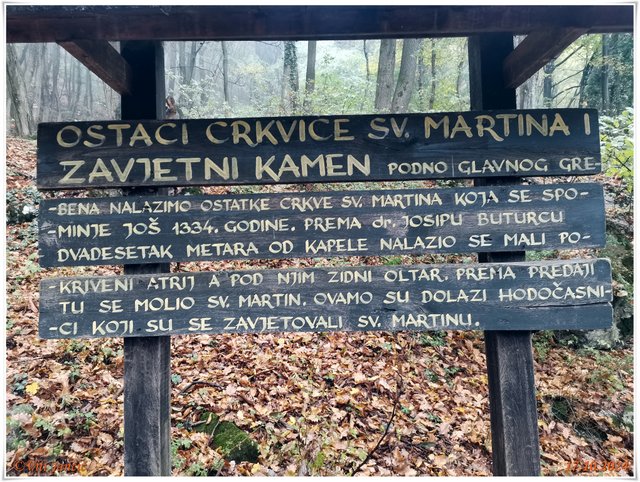 OSTACI CRKVICE SV. MARTINA I
ZAVJETNI KAMEN PODNO GLAVNOG GRE-
-BENA NALAZIMO OSTATKE CRKVE SV. MARTINA KOJA SE SPO-
-MINJE JOŠ 1334. GODINE. PREMA dr. JOSIPU BUTURCU
DVADESETAK METARA OD KAPELE NALAZIO SE MALI PO-
-KRIVENI ATRIJ A POD NJIM ZIDNI OLTAR. PREMA PREDAJI
TU SE MOLIO SV. MARTIN. OVAMO SU DOLAZI HODOČASNI-
-CI KOJI SU SE ZAVJETOVALI SV. MARTINU.